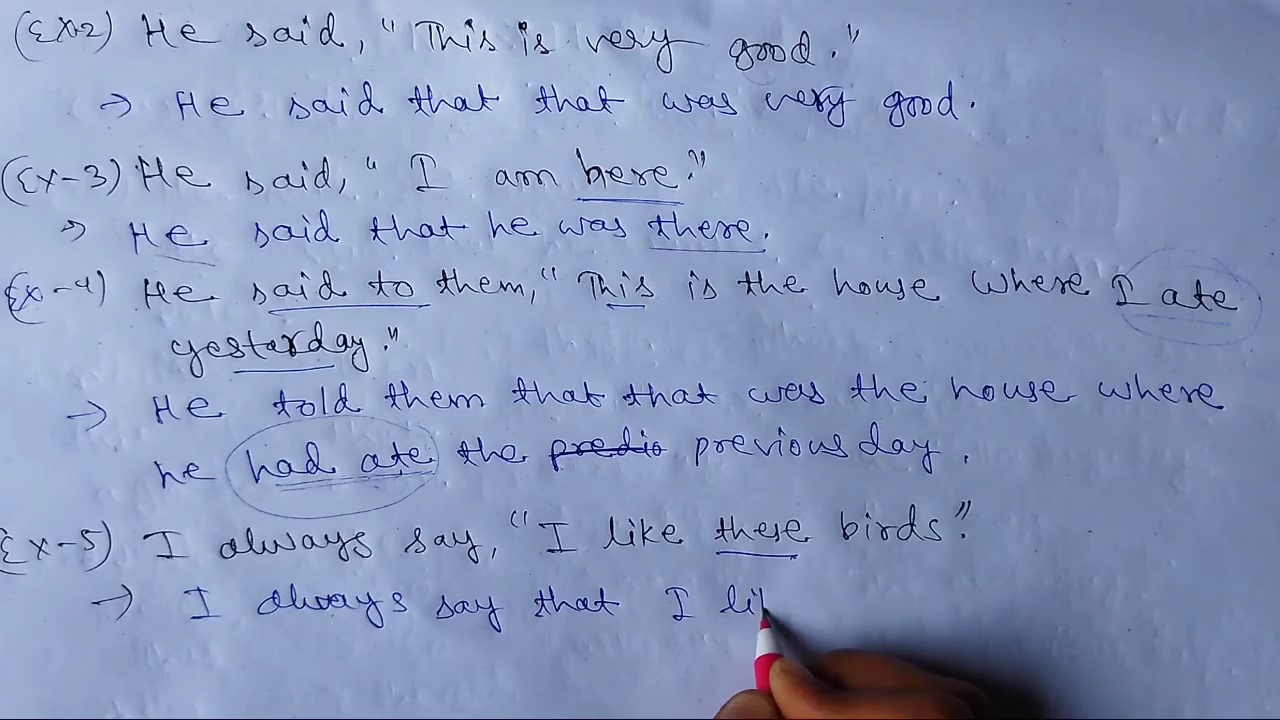 (Ex-2) He said, "This is very good."
→ He said that that was very good.
(Ex-3) He said, "I am here."
→ He said that he was there.
(Ex-4) He said to them, "This is the house where I ate
yesterday."
→ He told them that that was the house where
he had ate the predic previous day.
(Ex-5) I always say, "I like these birds."
→ I always say that I li